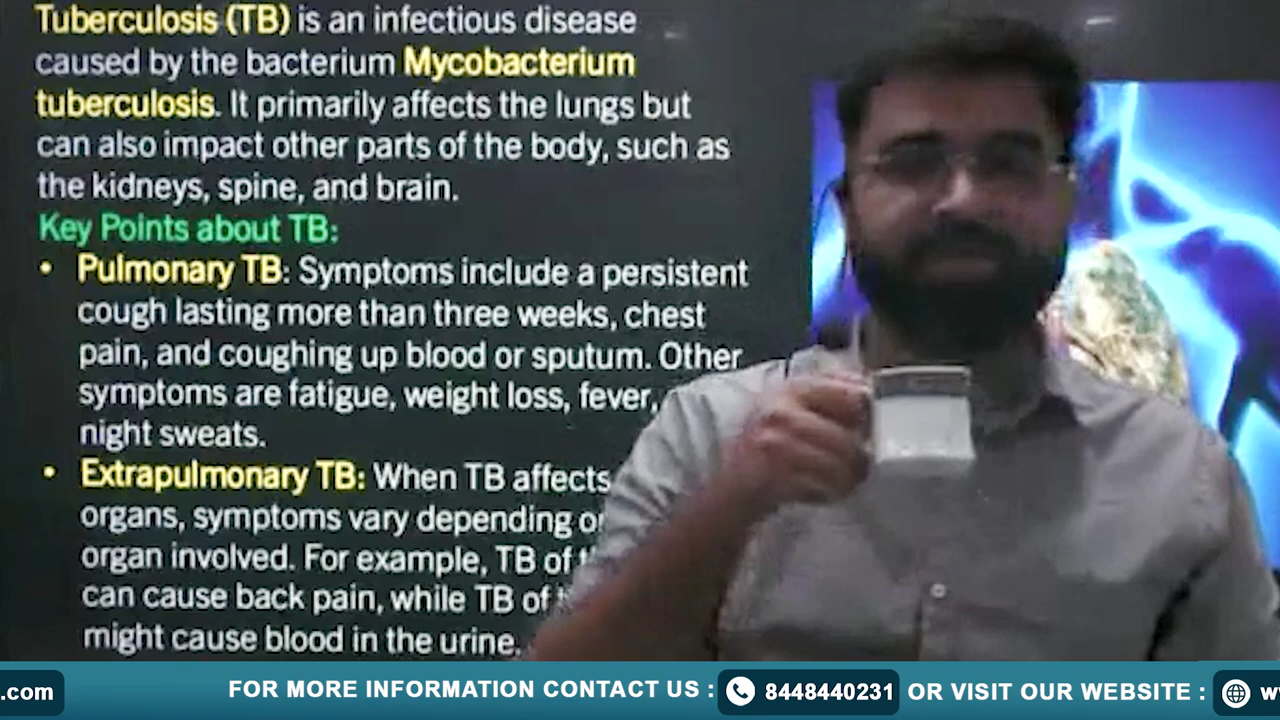 Tuberculosis (TB) is an infectious disease
caused by the bacterium Mycobacterium
tuberculosis. It primarily affects the lungs but
can also impact other parts of the body, such as
the kidneys, spine, and brain.
Key Points about TB:
• Pulmonary TB: Symptoms include a persistent
cough lasting more than three weeks, chest
pain, and coughing up blood or sputum. Other
symptoms are fatigue, weight loss, fever,
night sweats.
• Extrapulmonary TB: When TB affects
organs, symptoms vary depending
organ involved. For example, TB of
can cause back pain, while TB of
might cause blood in the urine.
.com FOR MORE INFORMATION CONTACT US : 8448440231 OR VISIT OUR WEBSITE :